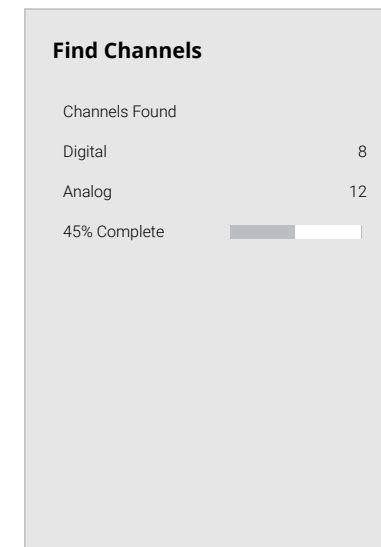 Find Channels
Channels Found
Digital 8
Analog 12
45% Complete